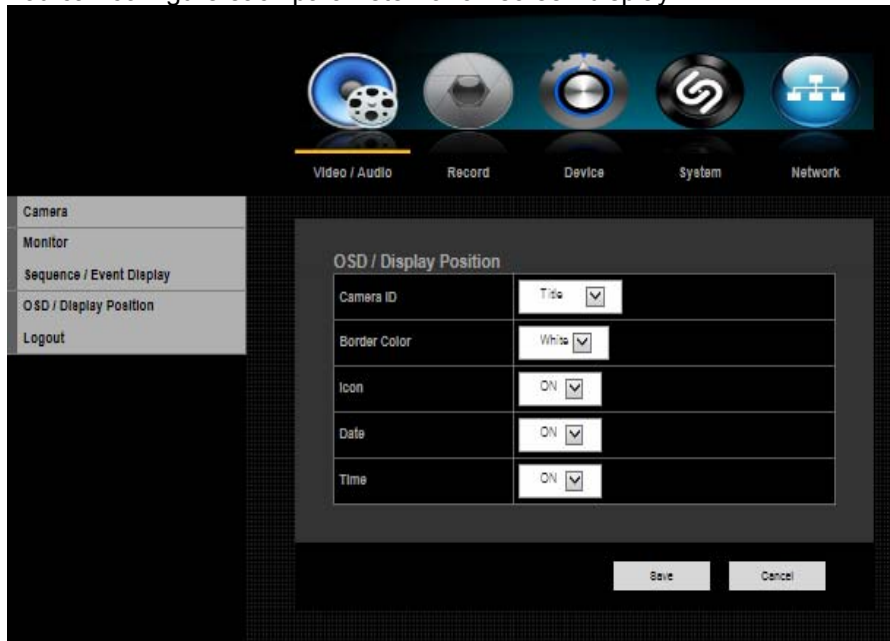 Video / Audio Record Device System Network
Camera
Monitor
Sequence / Event Display
OSD / Display Position
Logout
OSD / Display Position
Camera ID Title
Border Color White
Icon ON
Date ON
Time ON
Save Cancel